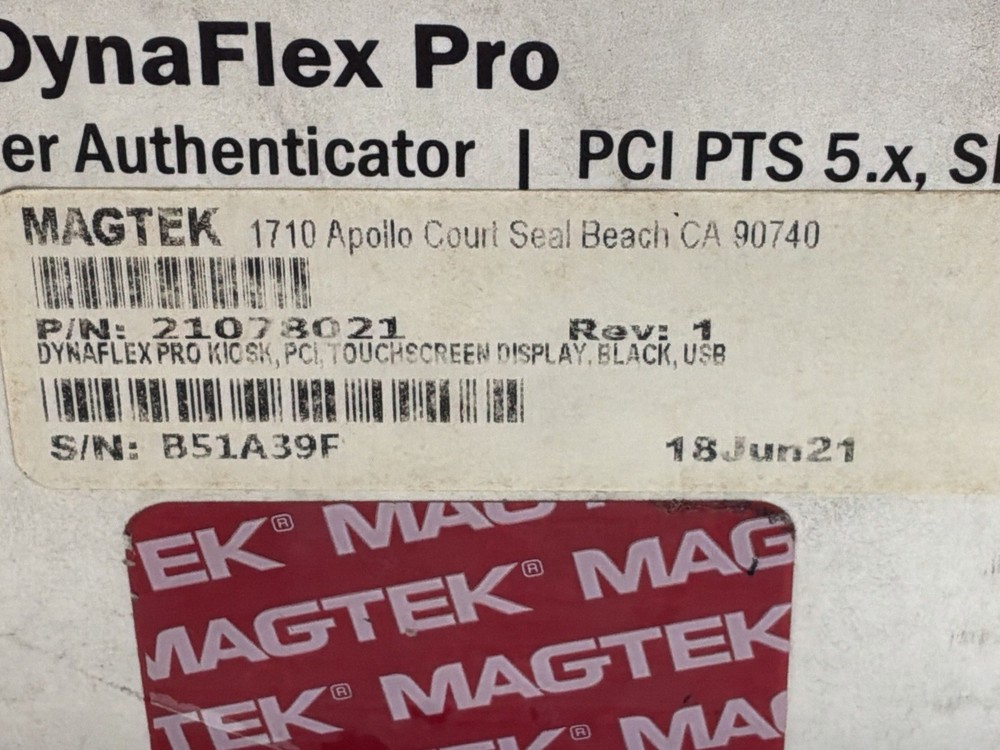 DynaFlex Pro
er Authenticator | PCI PTS 5.x, S
MAGTEK 1710 Apollo Court Seal Beach CA 90740
P/N: 21078021 Rev: 1
DYNAFLEX PRO KIOSK, PCI, TOUCHSCREEN DISPLAY, BLACK, USB
S/N: B51A39F 18Jun21
EK® MAG
MAGTEK® MAG
TEK® MAGTEK
® MAG